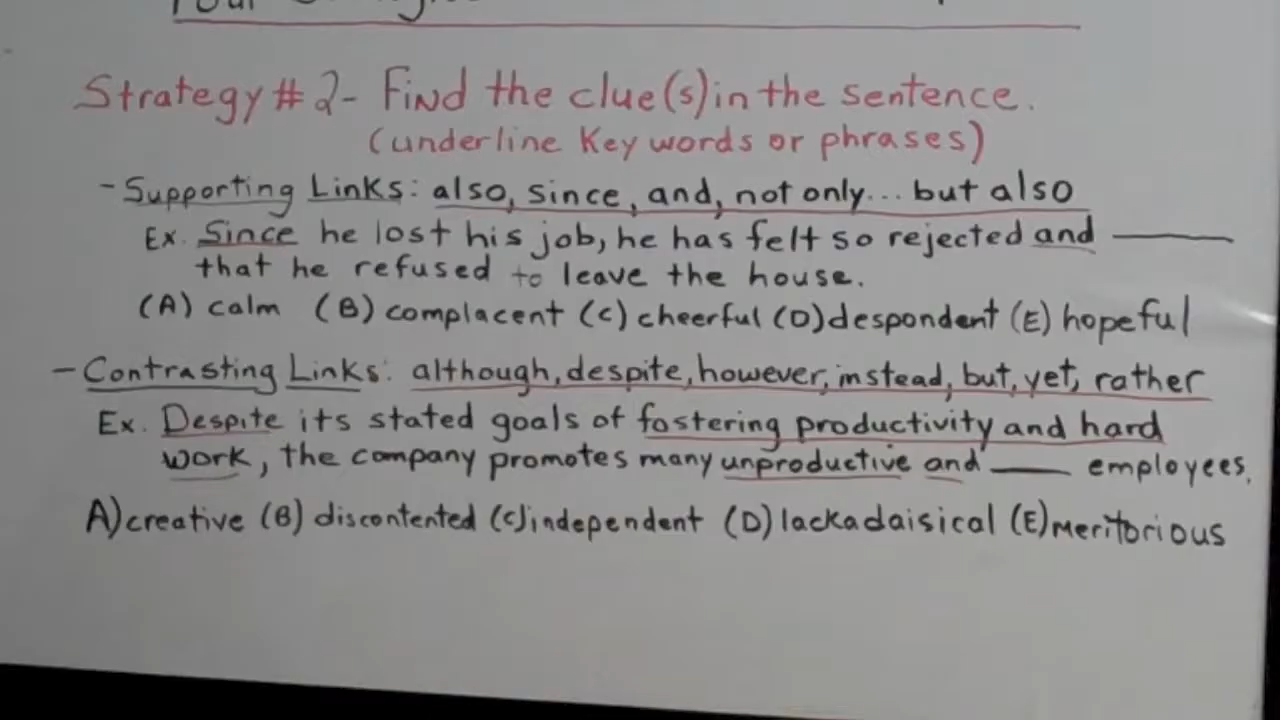 Strategy # 2- Find the clue(s) in the sentence.
(underline Key words or phrases)
- Supporting Links: also, since, and, not only... but also
Ex. Since he lost his job, he has felt so rejected and ______
that he refused to leave the house.
(A) calm (B) complacent (C) cheerful (D) despondent (E) hopeful
- Contrasting Links: although, despite, however, instead, but, yet, rather
Ex. Despite its stated goals of fostering productivity and hard
work, the company promotes many unproductive and ____ employees.
A) creative (B) discontented (C) independent (D) lackadaisical (E) meritorious